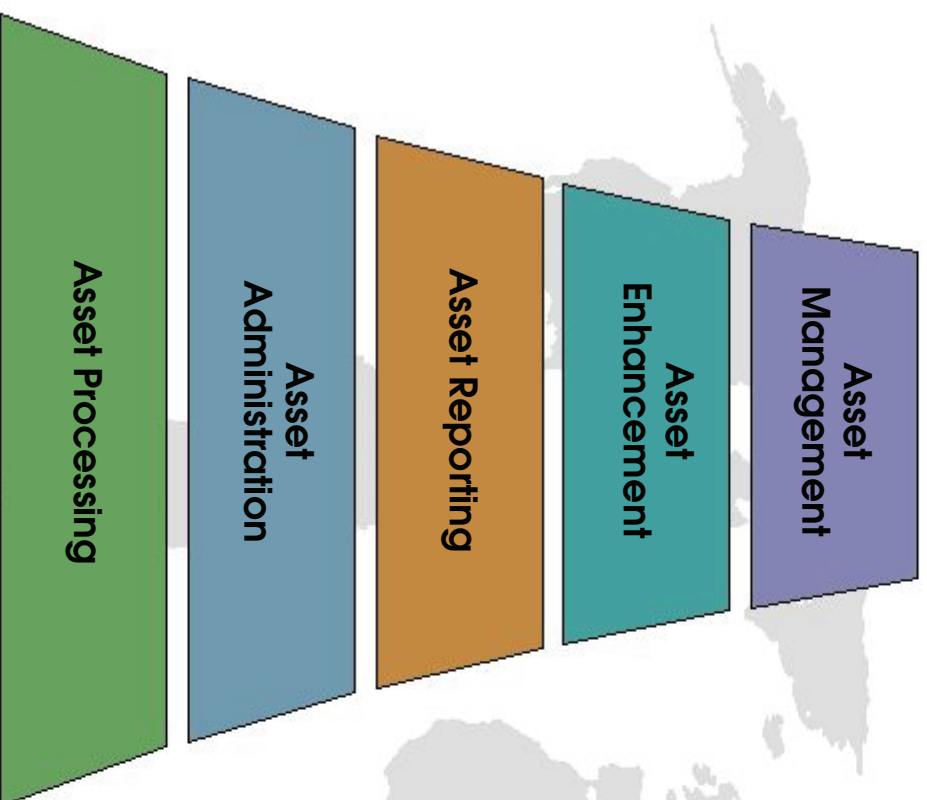 Asset
Management
Asset
Enhancement
Asset Reporting
Asset
Administration
Asset Processing